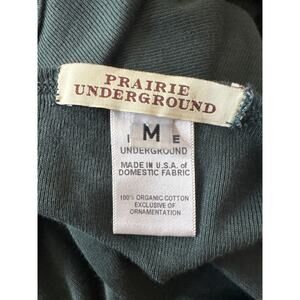 PRAIRIE
UNDERGROUND
M
UNDERGROUND
MADE IN U.S.A. of
DOMESTIC FABRIC
100% ORGANIC COTTON
EXCLUSIVE OF
ORNAMENTATION